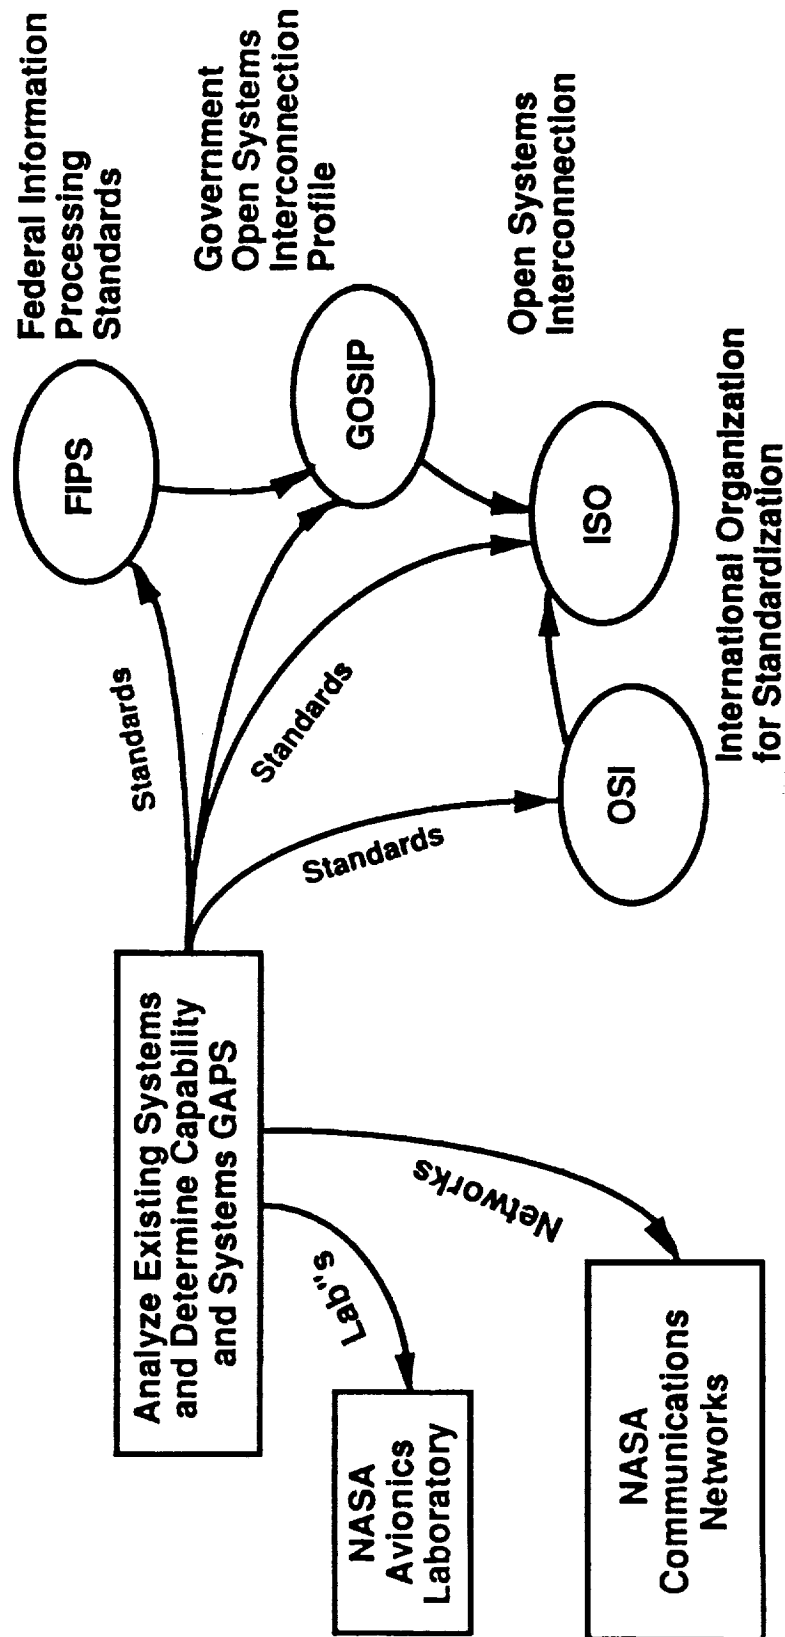 Analyze Existing Systems
and Determine Capability
and Systems GAPS
Standards
FIPS
Federal Information
Processing
Standards
Government
Open Systems
Interconnection
Profile
GOSIP
Standards
Standards
Open Systems
Interconnection
ISO
OSI
International Organization
for Standardization
Lab"s
Networks
NASA
Avionics
Laboratory
NASA
Communications
Networks